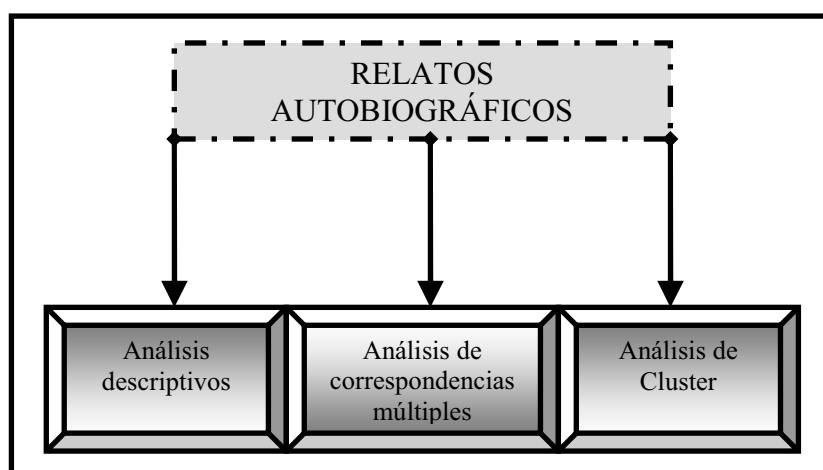 RELATOS
AUTOBIOGRÁFICOS
Análisis
descriptivos
Análisis de
correspondencias
múltiples
Análisis de
Cluster